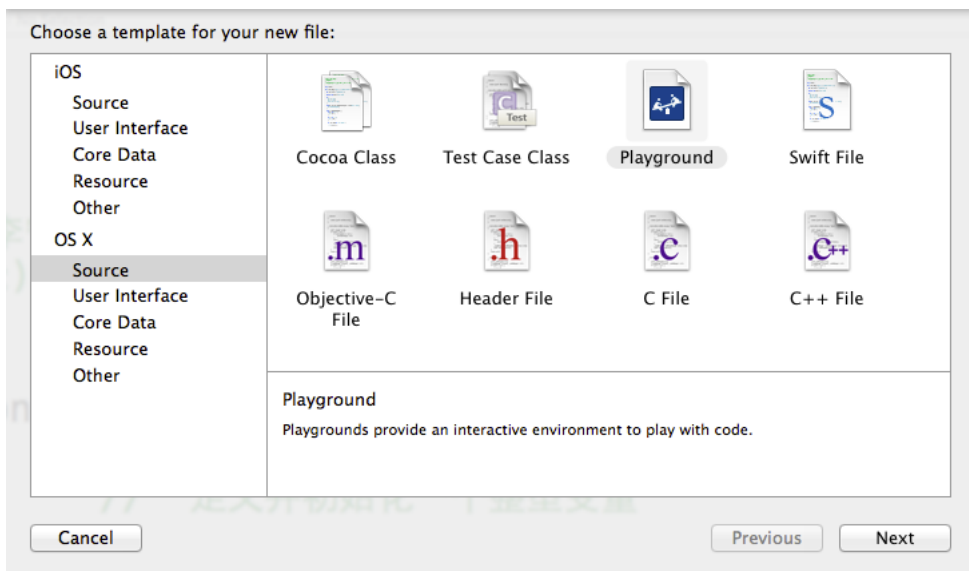 Choose a template for your new file:
iOS
Source
User Interface
Core Data
Resource
Other
OS X
Source
User Interface
Core Data
Resource
Other
Cocoa Class
Test
Test Case Class
Playground
S
Swift File
.m
Objective-C
File
.h
Header File
.c
C File
.C++
C++ File
Playground
Playgrounds provide an interactive environment to play with code.
Cancel
Previous
Next